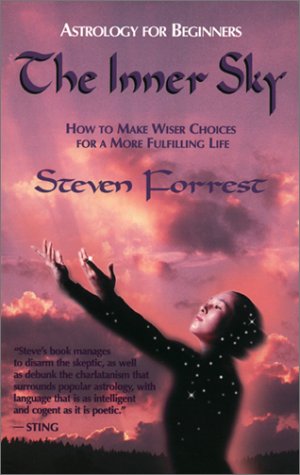 ASTROLOGY FOR BEGINNERS
The Inner Sky
HOW TO MAKE WISER CHOICES
FOR A MORE FULFILLING LIFE
Steven Forrest
"Steve's book manages
to disarm the skeptic, as well
as debunk the charlatanism that
surrounds popular astrology, with
language that is as intelligent
and cogent as it is poetic."
— STING